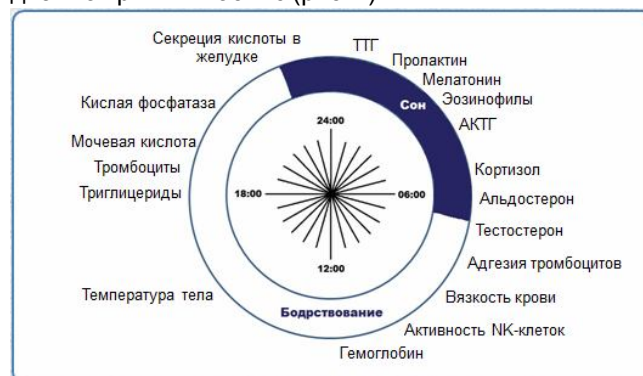 Секреция кислоты в
желудке
ТТГ
Пролактин
Мелатонин
Эозинофилы
АКТГ
Сон
Кислая фосфатаза
Мочевая кислота
Тромбоциты
Триглицериды
24:00
18:00
06:00
12:00
Кортизол
Альдостерон
Тестостерон
Адгезия тромбоцитов
Вязкость крови
Активность NK-клеток
Гемоглобин
Температура тела
Бодрствование